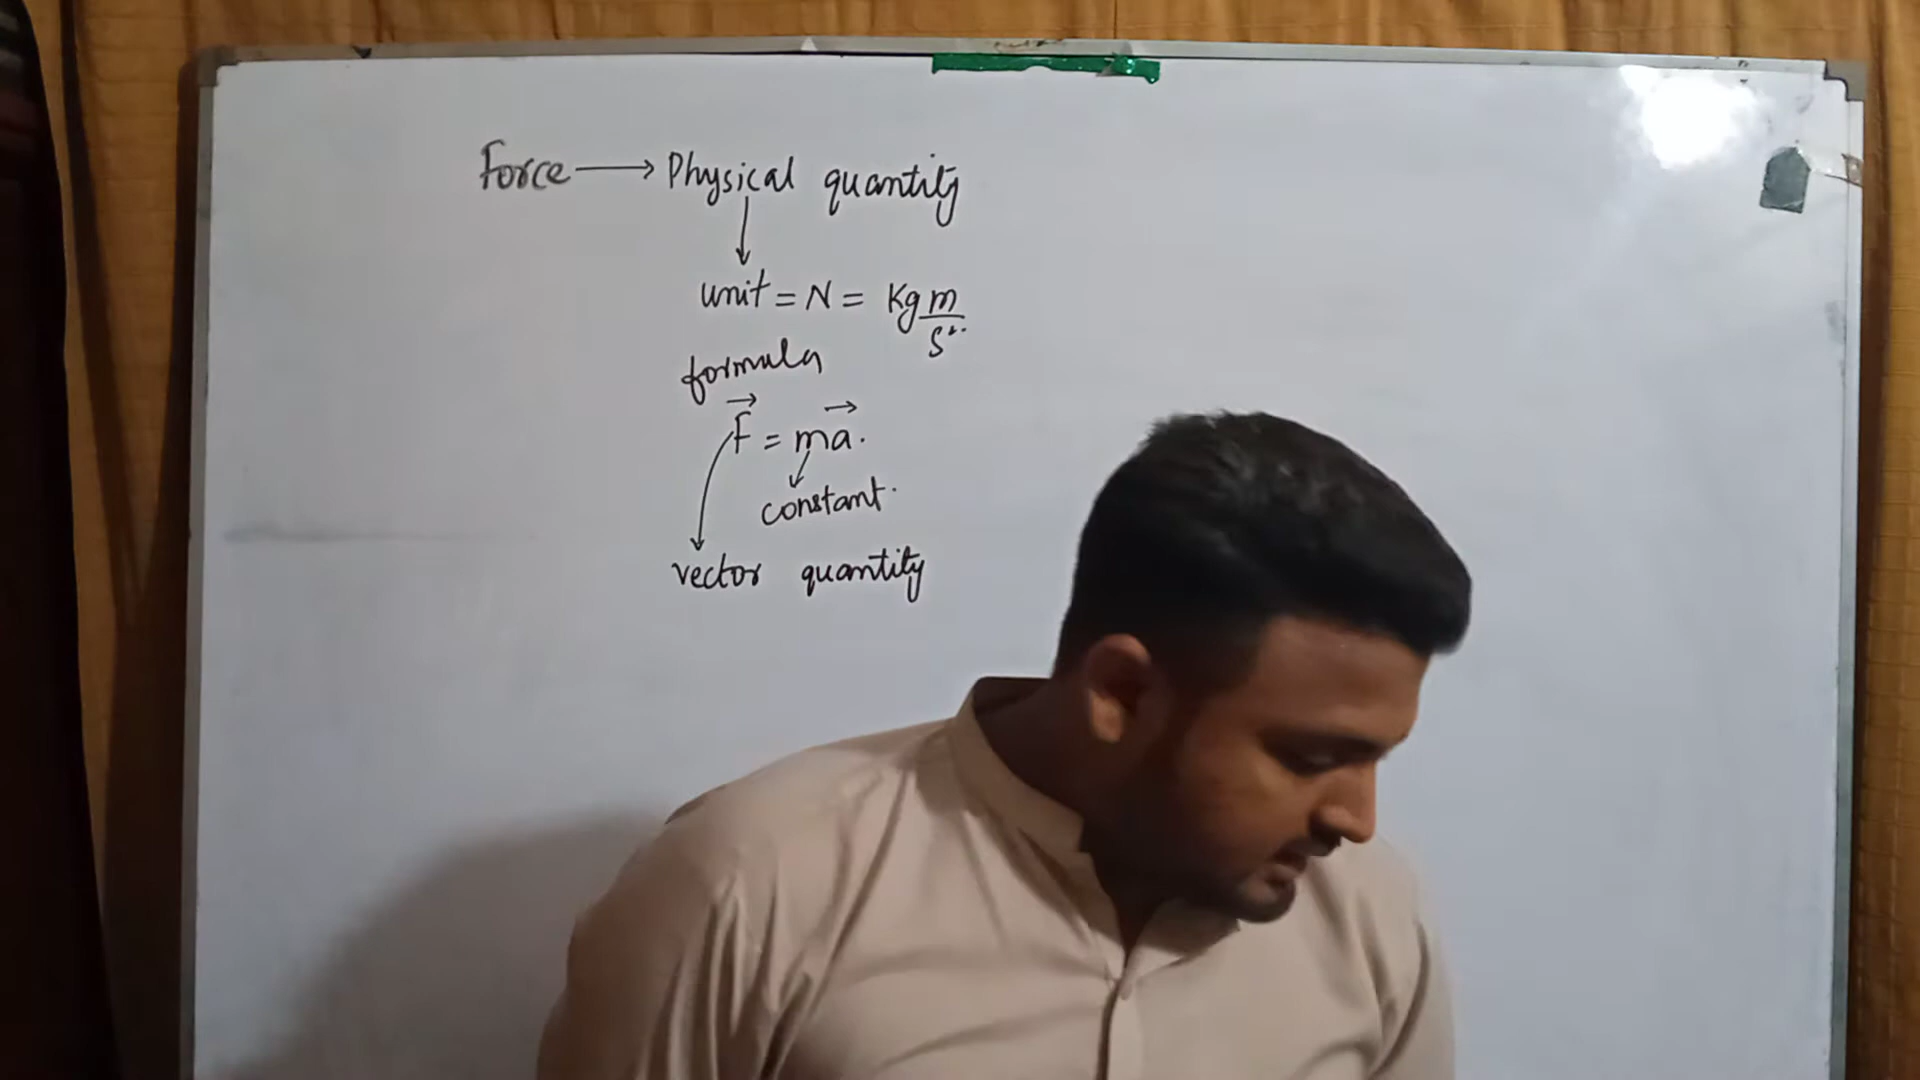 Force → Physical quantity
↓
unit = N = Kg m/s².
formula
F⃗ = ma⃗.
constant.
vector quantity